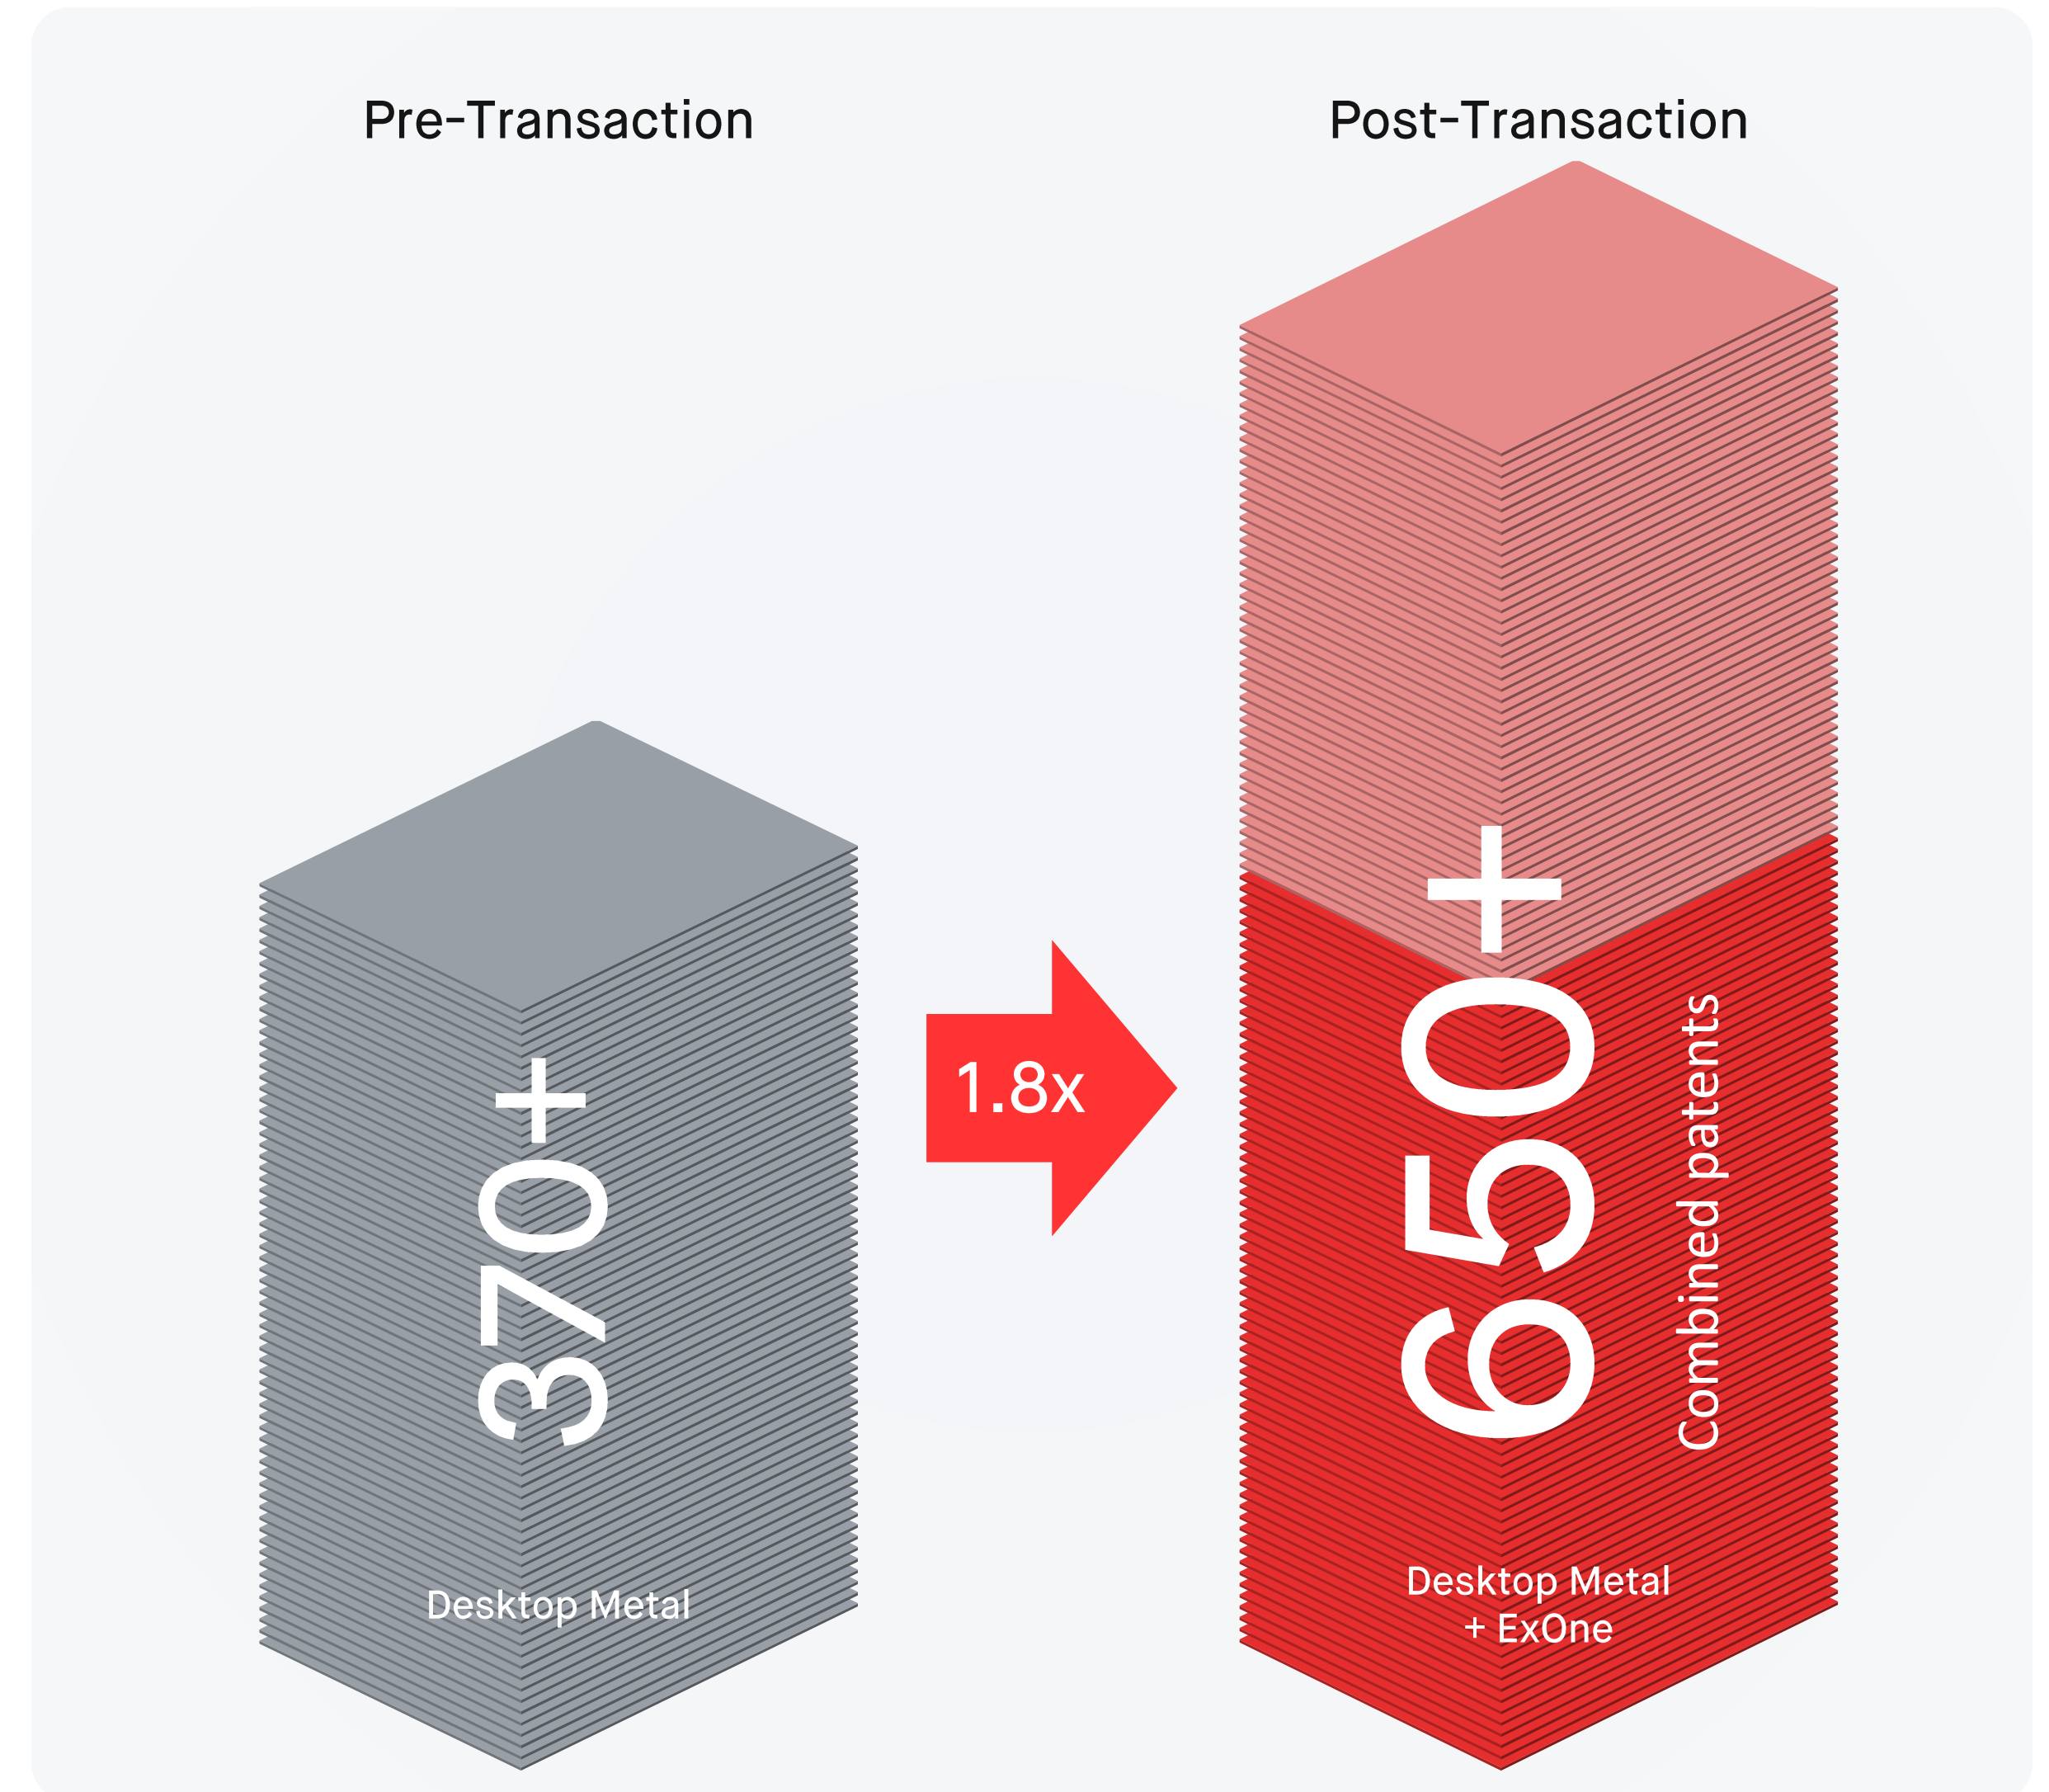 Pre-Transaction
Post-Transaction
370+
Desktop Metal
1.8x
650+
Combined patents
Desktop Metal
+ ExOne